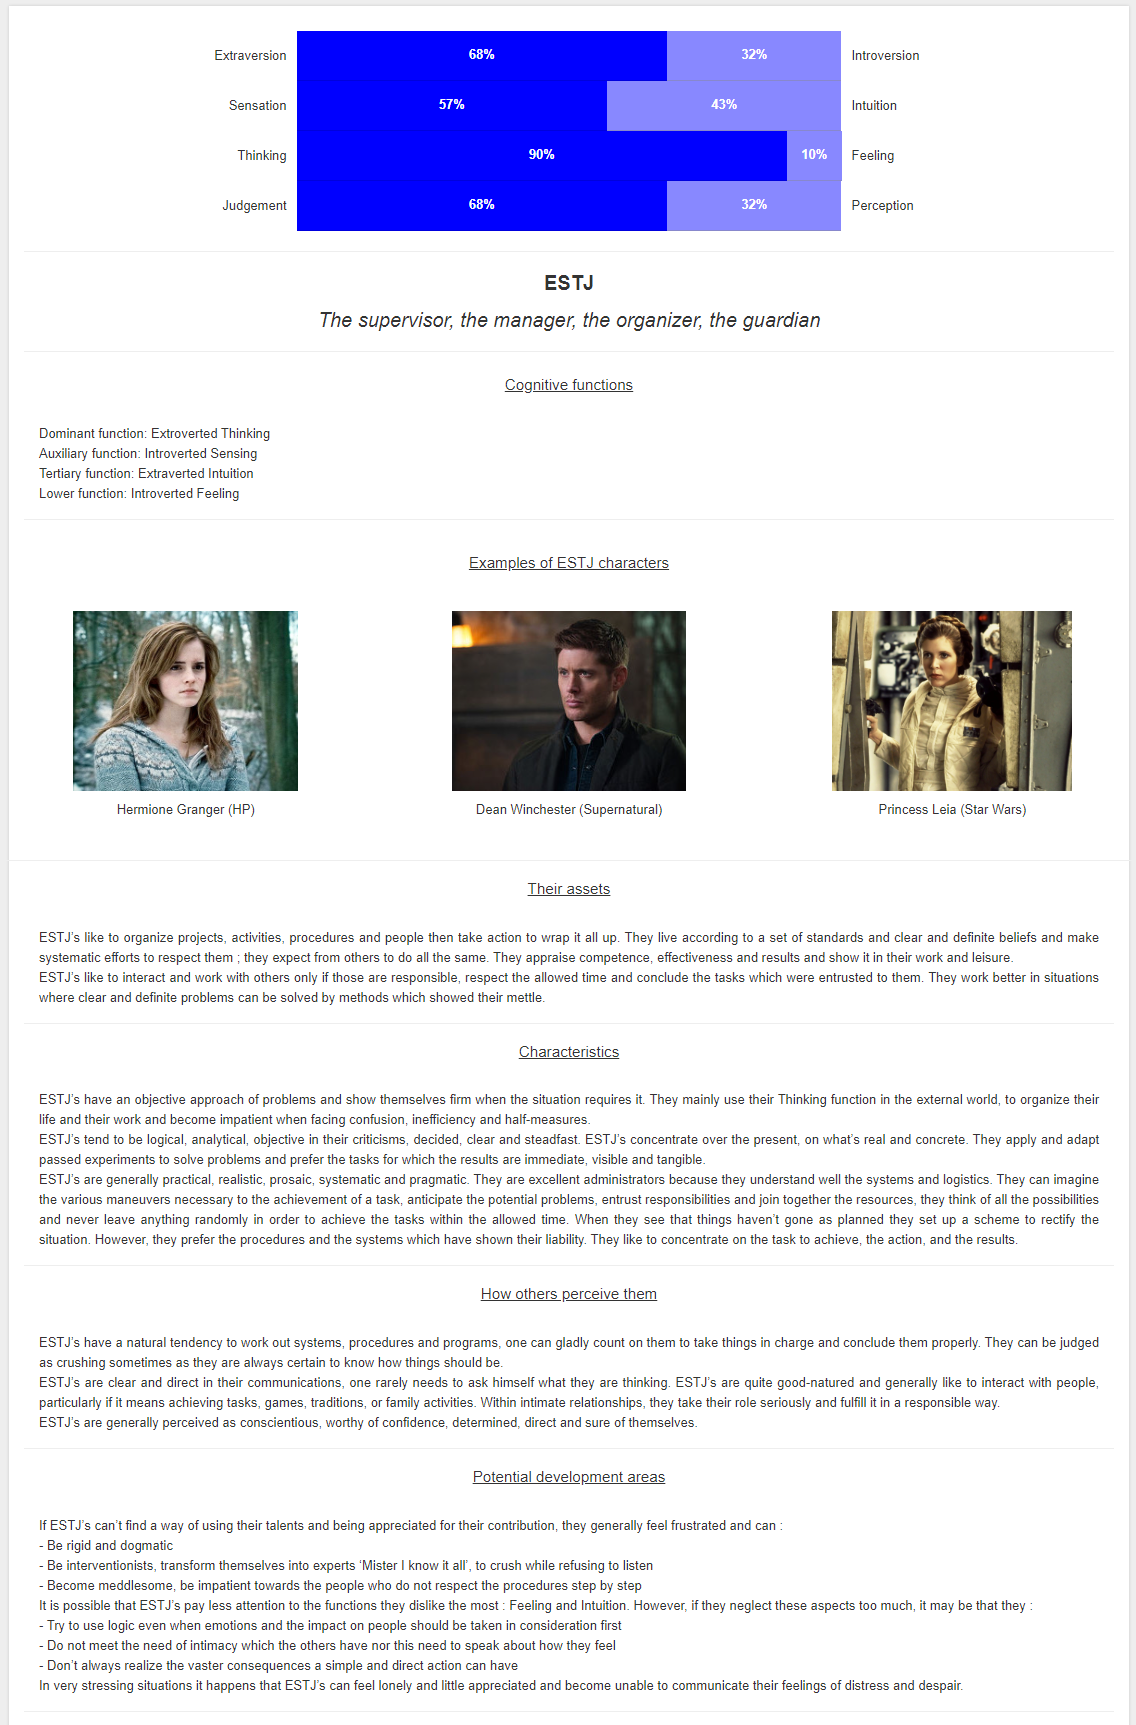 Extraversion 68% 32% Introversion
Sensation 57% 43% Intuition
Thinking 90% 10% Feeling
Judgement 68% 32% Perception
ESTJ
The supervisor, the manager, the organizer, the guardian
Cognitive functions
Dominant function: Extroverted Thinking
Auxiliary function: Introverted Sensing
Tertiary function: Extraverted Intuition
Lower function: Introverted Feeling
Examples of ESTJ characters
Hermione Granger (HP) Dean Winchester (Supernatural) Princess Leia (Star Wars)
Their assets
ESTJ's like to organize projects, activities, procedures and people then take action to wrap it all up. They live according to a set of standards and clear and definite beliefs and make
systematic efforts to respect them ; they expect from others to do all the same. They appraise competence, effectiveness and results and show it in their work and leisure.
ESTJ's like to interact and work with others only if those are responsible, respect the allowed time and conclude the tasks which were entrusted to them. They work better in situations
where clear and definite problems can be solved by methods which showed their mettle.
Characteristics
ESTJ's have an objective approach of problems and show themselves firm when the situation requires it. They mainly use their Thinking function in the external world, to organize their
life and their work and become impatient when facing confusion, inefficiency and half-measures.
ESTJ's tend to be logical, analytical, objective in their criticisms, decided, clear and steadfast. ESTJ's concentrate over the present, on what's real and concrete. They apply and adapt
passed experiments to solve problems and prefer the tasks for which the results are immediate, visible and tangible.
ESTJ's are generally practical, realistic, prosaic, systematic and pragmatic. They are excellent administrators because they understand well the systems and logistics. They can imagine
the various maneuvers necessary to the achievement of a task, anticipate the potential problems, entrust responsibilities and join together the resources, they think of all the possibilities
and never leave anything randomly in order to achieve the tasks within the allowed time. When they see that things haven't gone as planned they set up a scheme to rectify the
situation. However, they prefer the procedures and the systems which have shown their liability. They like to concentrate on the task to achieve, the action, and the results.
How others perceive them
ESTJ's have a natural tendency to work out systems, procedures and programs, one can gladly count on them to take things in charge and conclude them properly. They can be judged
as crushing sometimes as they are always certain to know how things should be.
ESTJ's are clear and direct in their communications, one rarely needs to ask himself what they are thinking. ESTJ's are quite good-natured and generally like to interact with people,
particularly if it means achieving tasks, games, traditions, or family activities. Within intimate relationships, they take their role seriously and fulfill it in a responsible way.
ESTJ's are generally perceived as conscientious, worthy of confidence, determined, direct and sure of themselves.
Potential development areas
If ESTJ's can't find a way of using their talents and being appreciated for their contribution, they generally feel frustrated and can :
- Be rigid and dogmatic
- Be interventionists, transform themselves into experts 'Mister I know it all', to crush while refusing to listen
- Become meddlesome, be impatient towards the people who do not respect the procedures step by step
It is possible that ESTJ's pay less attention to the functions they dislike the most : Feeling and Intuition. However, if they neglect these aspects too much, it may be that they :
- Try to use logic even when emotions and the impact on people should be taken in consideration first
- Do not meet the need of intimacy which the others have nor this need to speak about how they feel
- Don't always realize the vaster consequences a simple and direct action can have
In very stressing situations it happens that ESTJ's can feel lonely and little appreciated and become unable to communicate their feelings of distress and despair.